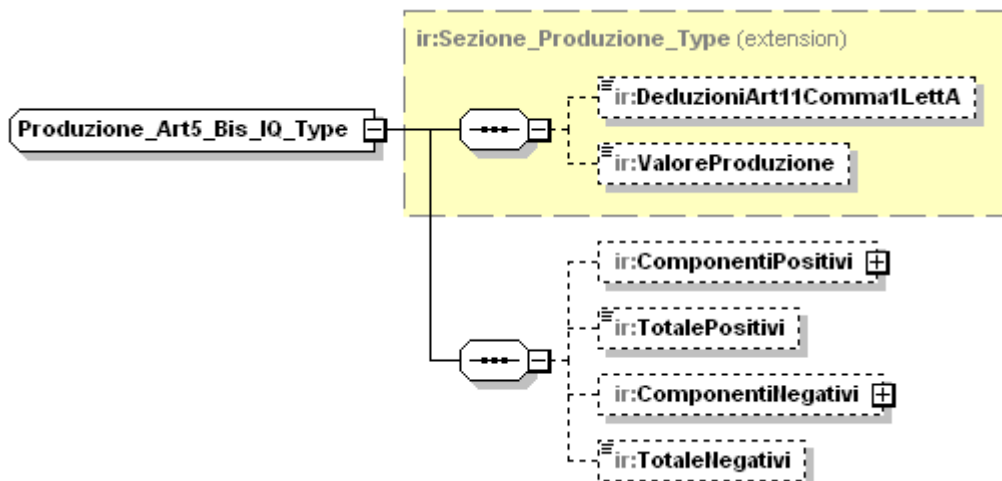 ir:Sezione_Produzione_Type (extension)
ir:DeduzioniArt11Comma1LettA
Produzione_Art5_Bis_IQ_Type
ir:ValoreProduzione
ir:ComponentiPositivi
ir:TotalePositivi
ir:ComponentiNegativi
ir:TotaleNegativi